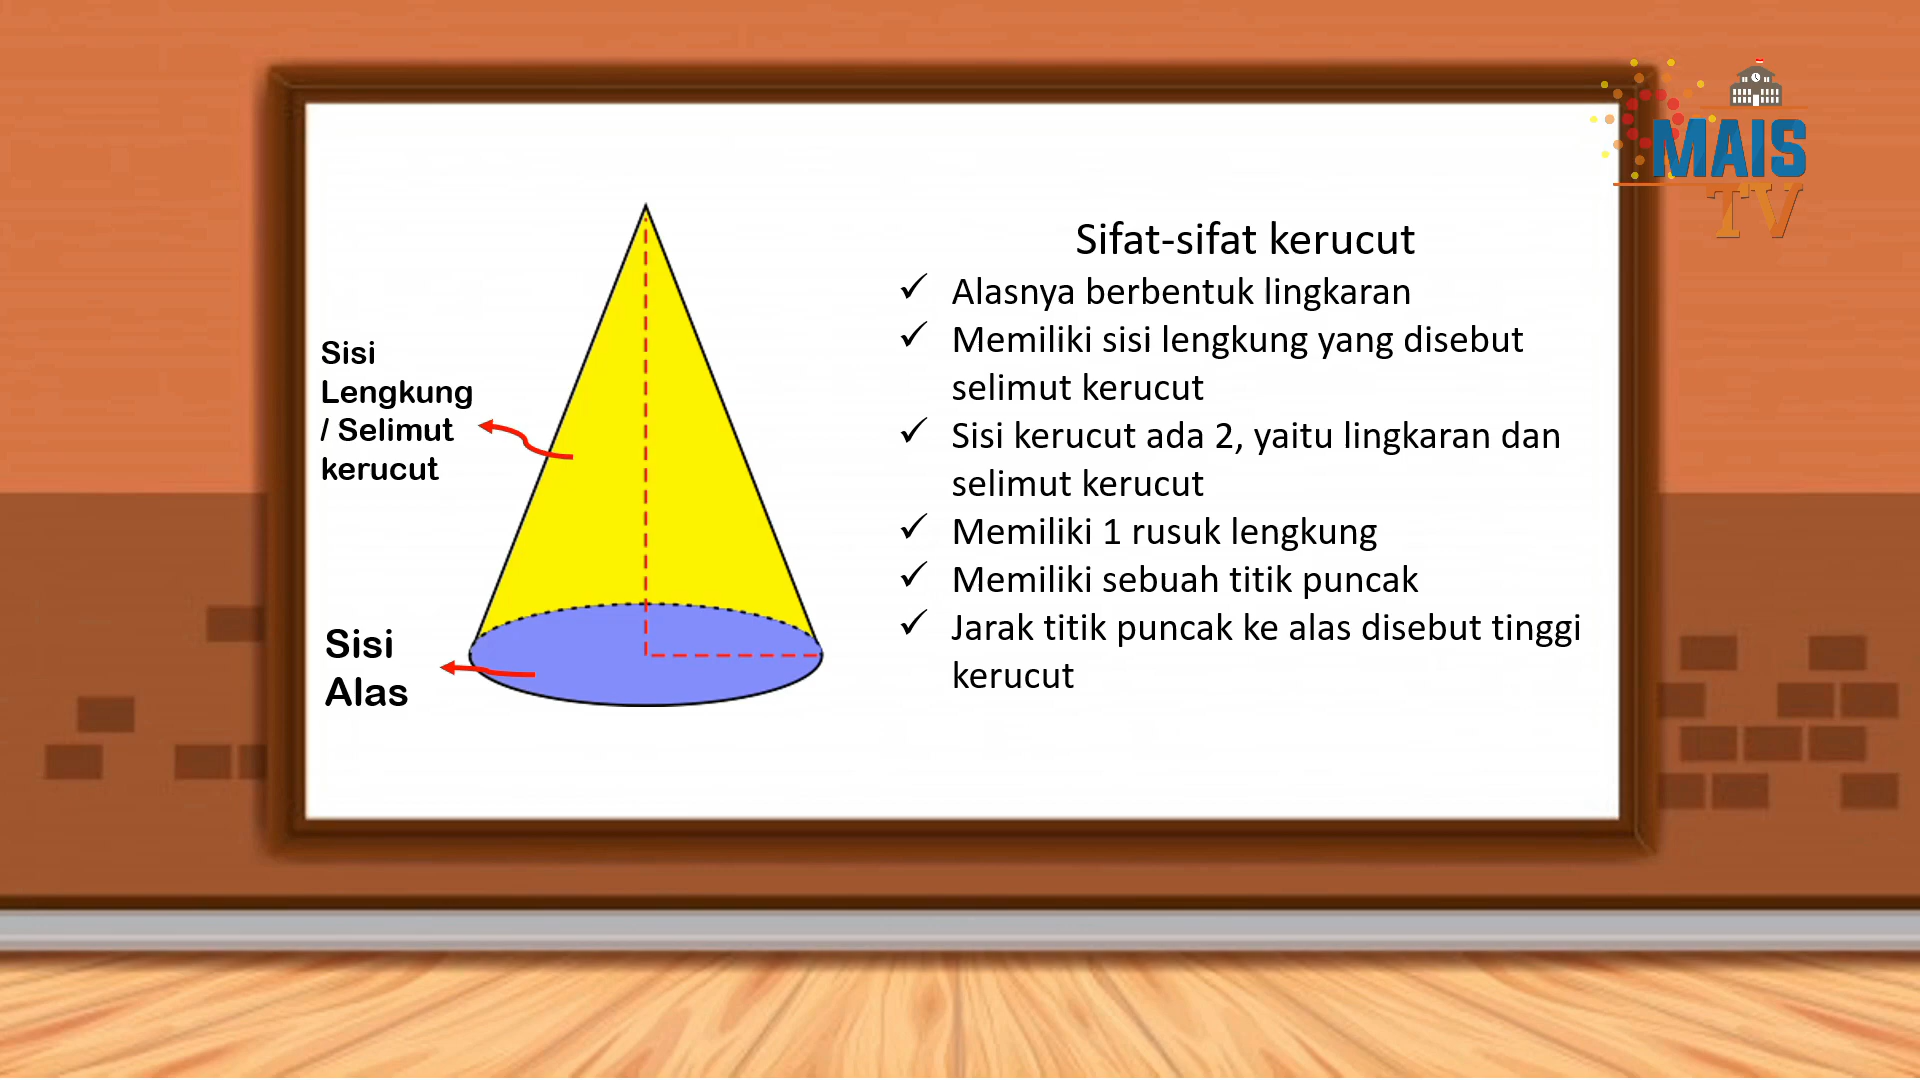 MAIS
TV
Sisi
Lengkung
/ Selimut
kerucut
Sisi
Alas
Sifat-sifat kerucut
✓ Alasnya berbentuk lingkaran
✓ Memiliki sisi lengkung yang disebut
selimut kerucut
✓ Sisi kerucut ada 2, yaitu lingkaran dan
selimut kerucut
✓ Memiliki 1 rusuk lengkung
✓ Memiliki sebuah titik puncak
✓ Jarak titik puncak ke alas disebut tinggi
kerucut